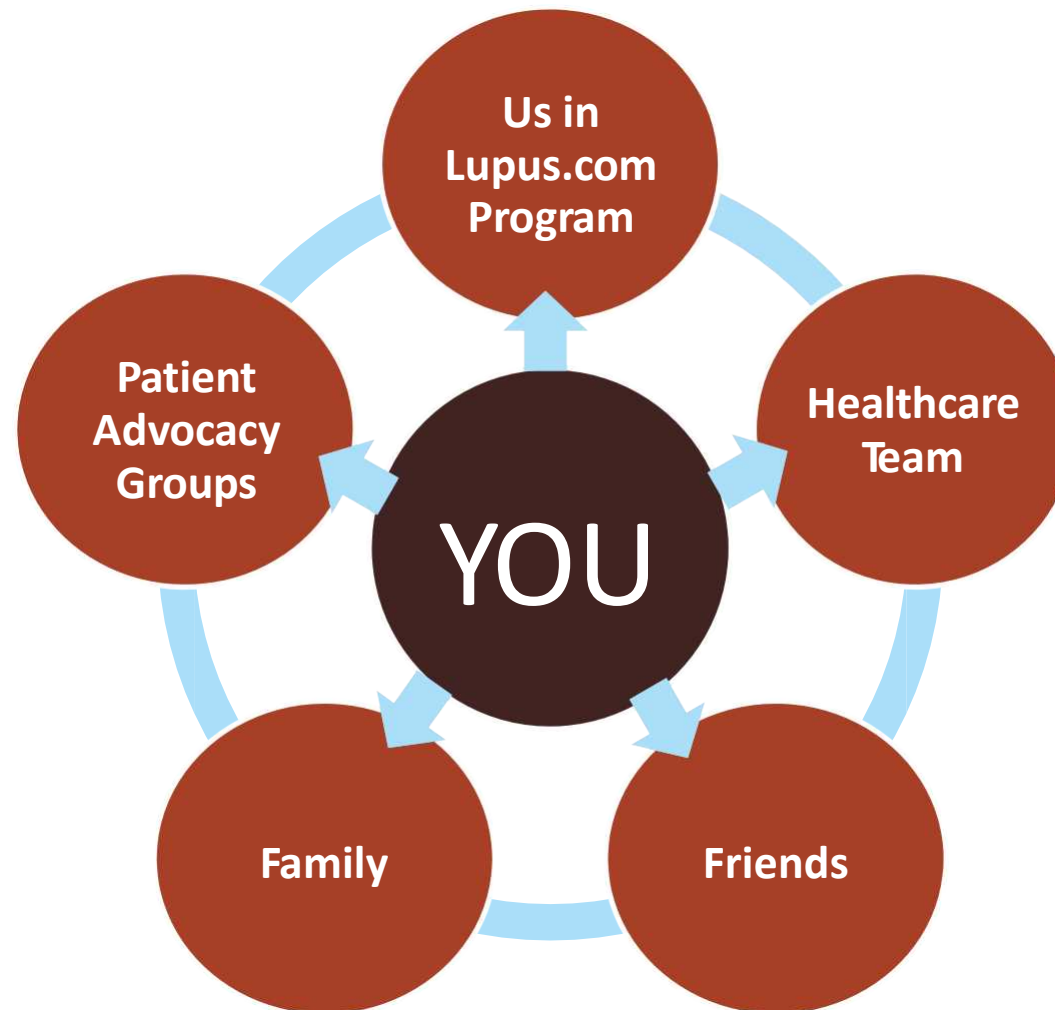 Us in
Lupus.com
Program
Patient
Advocacy
Groups
Healthcare
Team
YOU
Family
Friends